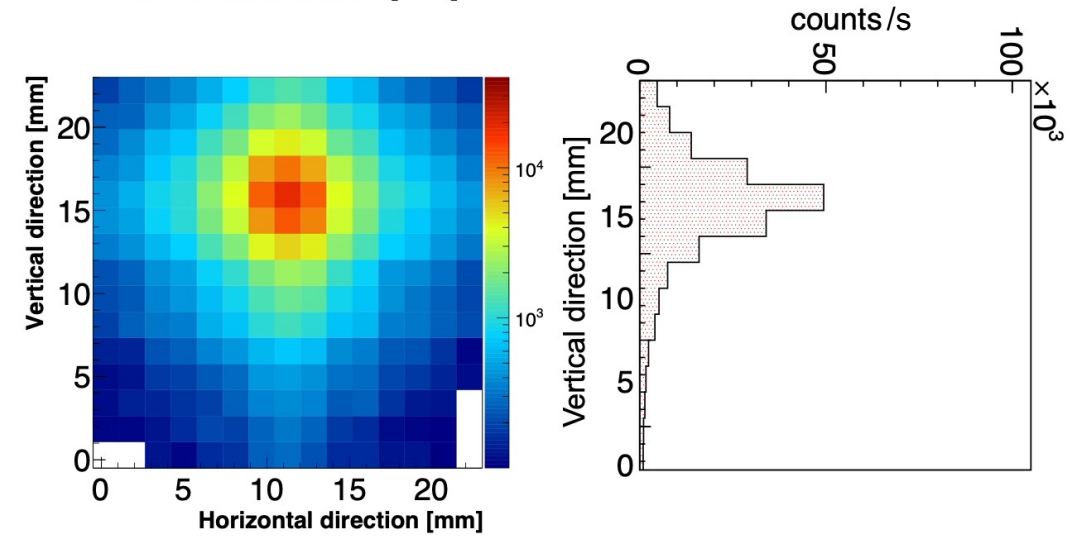 Vertical direction [mm]
20
15
10
5
0
0 5 10 15 20
Horizontal direction [mm]
10⁴
10³
counts/s
0 50 100
×10³
Vertical direction [mm]
20
15
10
5
0